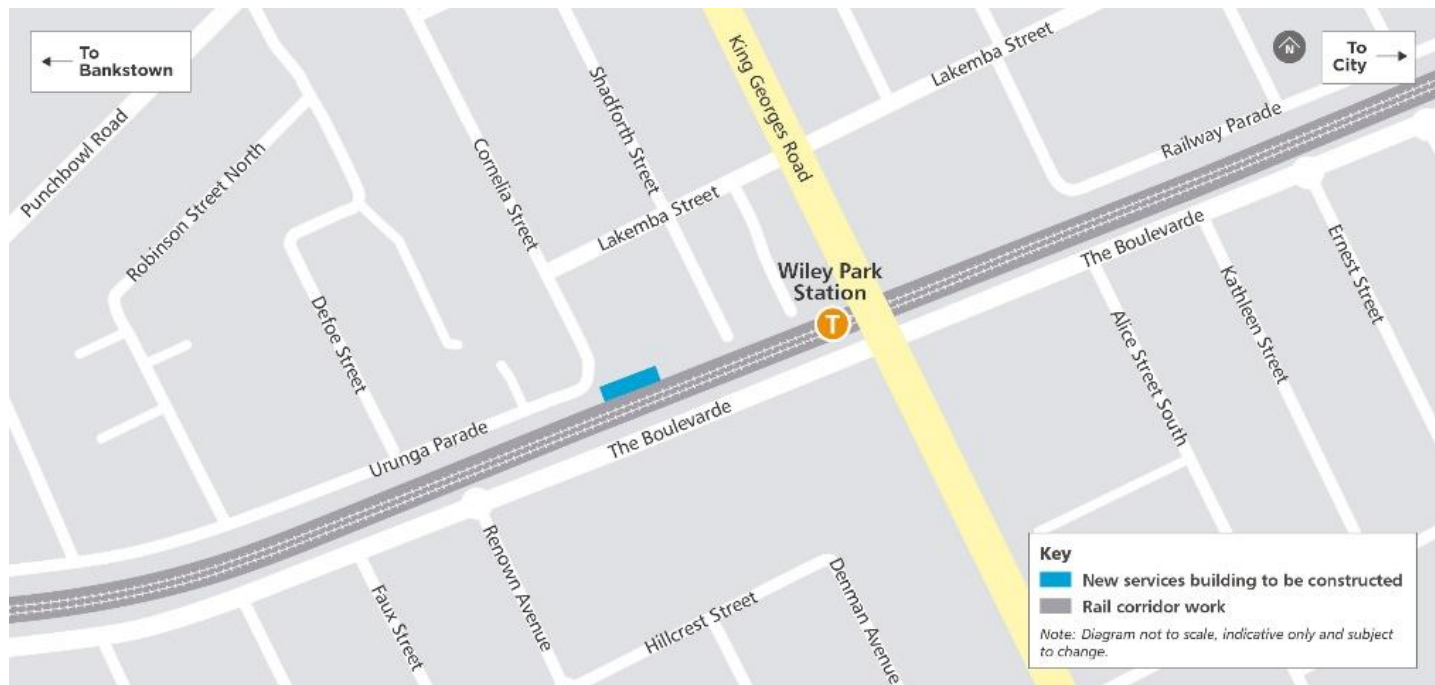 To
Bankstown
N
To
City
Punchbowl Road
Robinson Street North
Cornelia Street
Shadforth Street
King Georges Road
Lakemba Street
Lakemba Street
Railway Parade
Defoe Street
Wiley Park
Station
T
The Boulevarde
Ernest Street
Kathleen Street
Alice Street South
Urunga Parade
The Boulevarde
Renown Avenue
Faux Street
Hillcrest Street
Denman Avenue
Key
New services building to be constructed
Rail corridor work
Note: Diagram not to scale, indicative only and subject
to change.